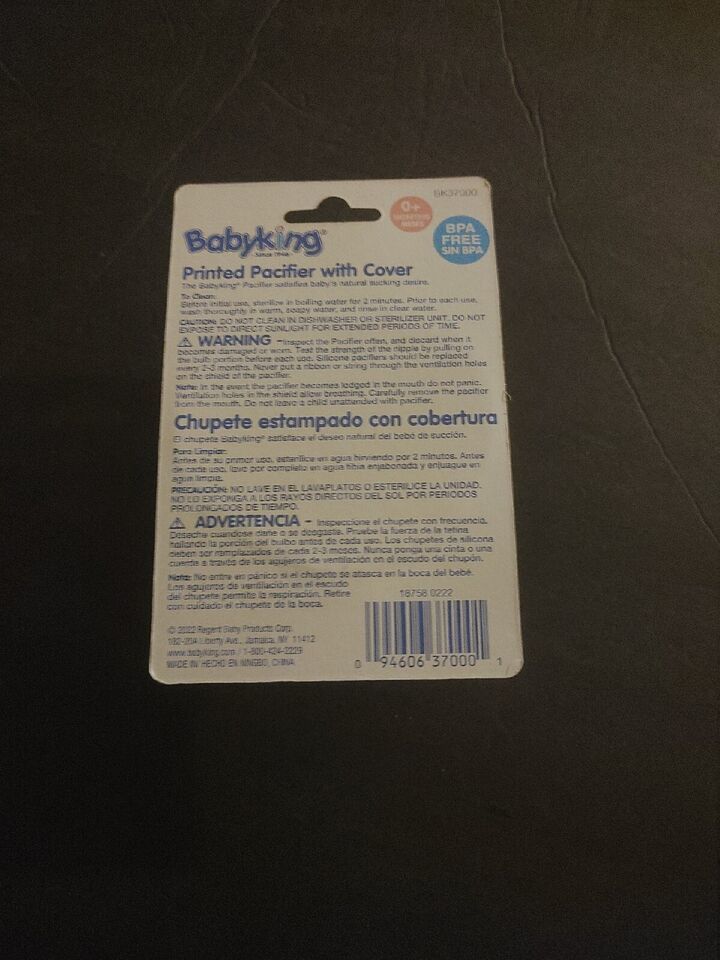 BK37000
0+
MONTHS
MESES
BPA
FREE
SIN BPA
Babyking®
Since 1946
Printed Pacifier with Cover
The Babyking® Pacifier satisfies baby's natural sucking desire.
To Clean:
Before initial use, sterilize in boiling water for 2 minutes. Prior to each use,
wash thoroughly in warm, soapy water, and rinse in clear water.
CAUTION: DO NOT CLEAN IN DISHWASHER OR STERILIZER UNIT. DO NOT
EXPOSE TO DIRECT SUNLIGHT FOR EXTENDED PERIODS OF TIME.
⚠ WARNING -Inspect the Pacifier often, and discard when it
becomes damaged or worn. Test the strength of the nipple by pulling on
the bulb portion before each use. Silicone pacifiers should be replaced
every 2-3 months. Never put a ribbon or string through the ventilation holes
on the shield of the pacifier.
Note: In the event the pacifier becomes lodged in the mouth do not panic.
Ventilation holes in the shield allow breathing. Carefully remove the pacifier
from the mouth. Do not leave a child unattended with pacifier.
Chupete estampado con cobertura
El chupete Babyking® satisface el deseo natural del bebé de succión.
Para Limpiar:
Antes de su primer uso, esterilice en agua hirviendo por 2 minutos. Antes
de cada uso, lave por completo en agua tibia enjabonada y enjuague en
agua limpia.
PRECAUCIÓN: NO LAVE EN EL LAVAPLATOS O ESTERILICE LA UNIDAD.
NO LO EXPONGA A LOS RAYOS DIRECTOS DEL SOL POR PERIODOS
PROLONGADOS DE TIEMPO.
⚠ ADVERTENCIA - Inspeccione el chupete con frecuencia.
Deseche cuandose dane o se desgaste. Pruebe la fuerza de la tetina
hallando la porción del bulbo antes de cada uso. Los chupetes de silicona
deben ser remplazados de cada 2-3 meses. Nunca ponga una cinta o una
cuerda a través de los agujeros de ventilación en el escudo del chupón.
Nota: No entre en pánico si el chupete se atasca en la boca del bebé.
Los agujeros de ventilación en el escudo
del chupete permite la respiración. Retire
con cuidado el chupete de la boca.
18758 0222
© 2022 Regent Baby Products Corp.
182-20A Liberty Ave., Jamaica, NY 11412
www.babyking.com / 1-800-424-2229
MADE IN/ HECHO EN NINGBO, CHINA
0 94606 37000 1